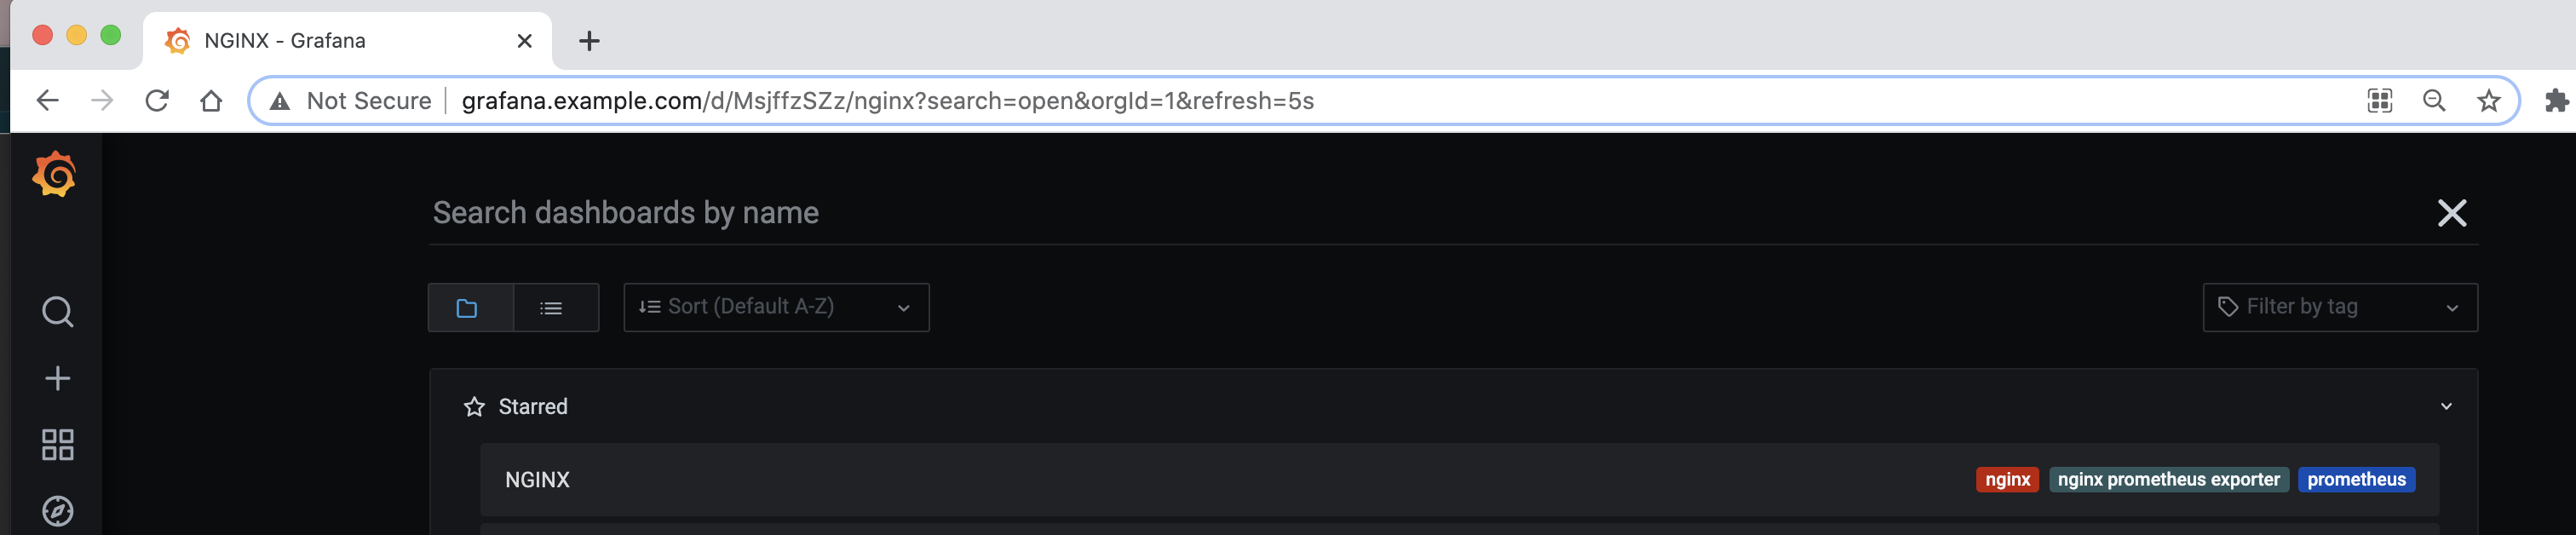 NGINX - Grafana
Not Secure grafana.example.com/d/MsjffzSZz/nginx?search=open&orgId=1&refresh=5s
Search dashboards by name
Sort (Default A-Z) Filter by tag
Starred
NGINX nginx nginx prometheus exporter prometheus